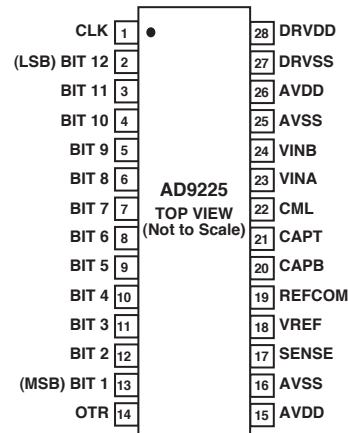 CLK 1 28 DRVDD
(LSB) BIT 12 2 27 DRVSS
BIT 11 3 26 AVDD
BIT 10 4 25 AVSS
BIT 9 5 24 VINB
BIT 8 6 23 VINA
BIT 7 7 22 CML
BIT 6 8 21 CAPT
BIT 5 9 20 CAPB
BIT 4 10 19 REFCOM
BIT 3 11 18 VREF
BIT 2 12 17 SENSE
(MSB) BIT 1 13 16 AVSS
OTR 14 15 AVDD
AD9225
TOP VIEW
(Not to Scale)